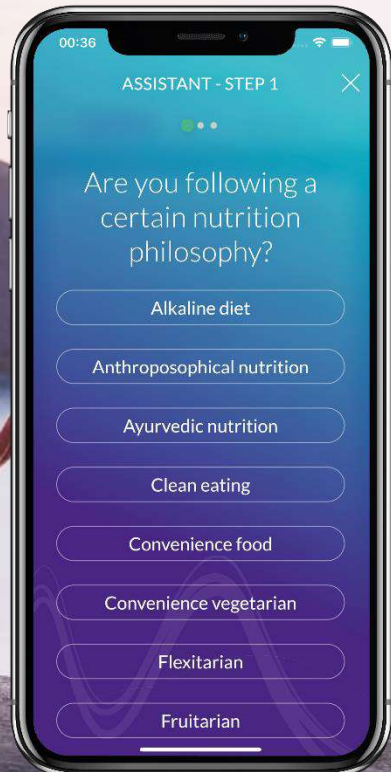 00:36
ASSISTANT - STEP 1
Are you following a
certain nutrition
philosophy?
Alkaline diet
Anthroposophical nutrition
Ayurvedic nutrition
Clean eating
Convenience food
Convenience vegetarian
Flexitarian
Fruitarian